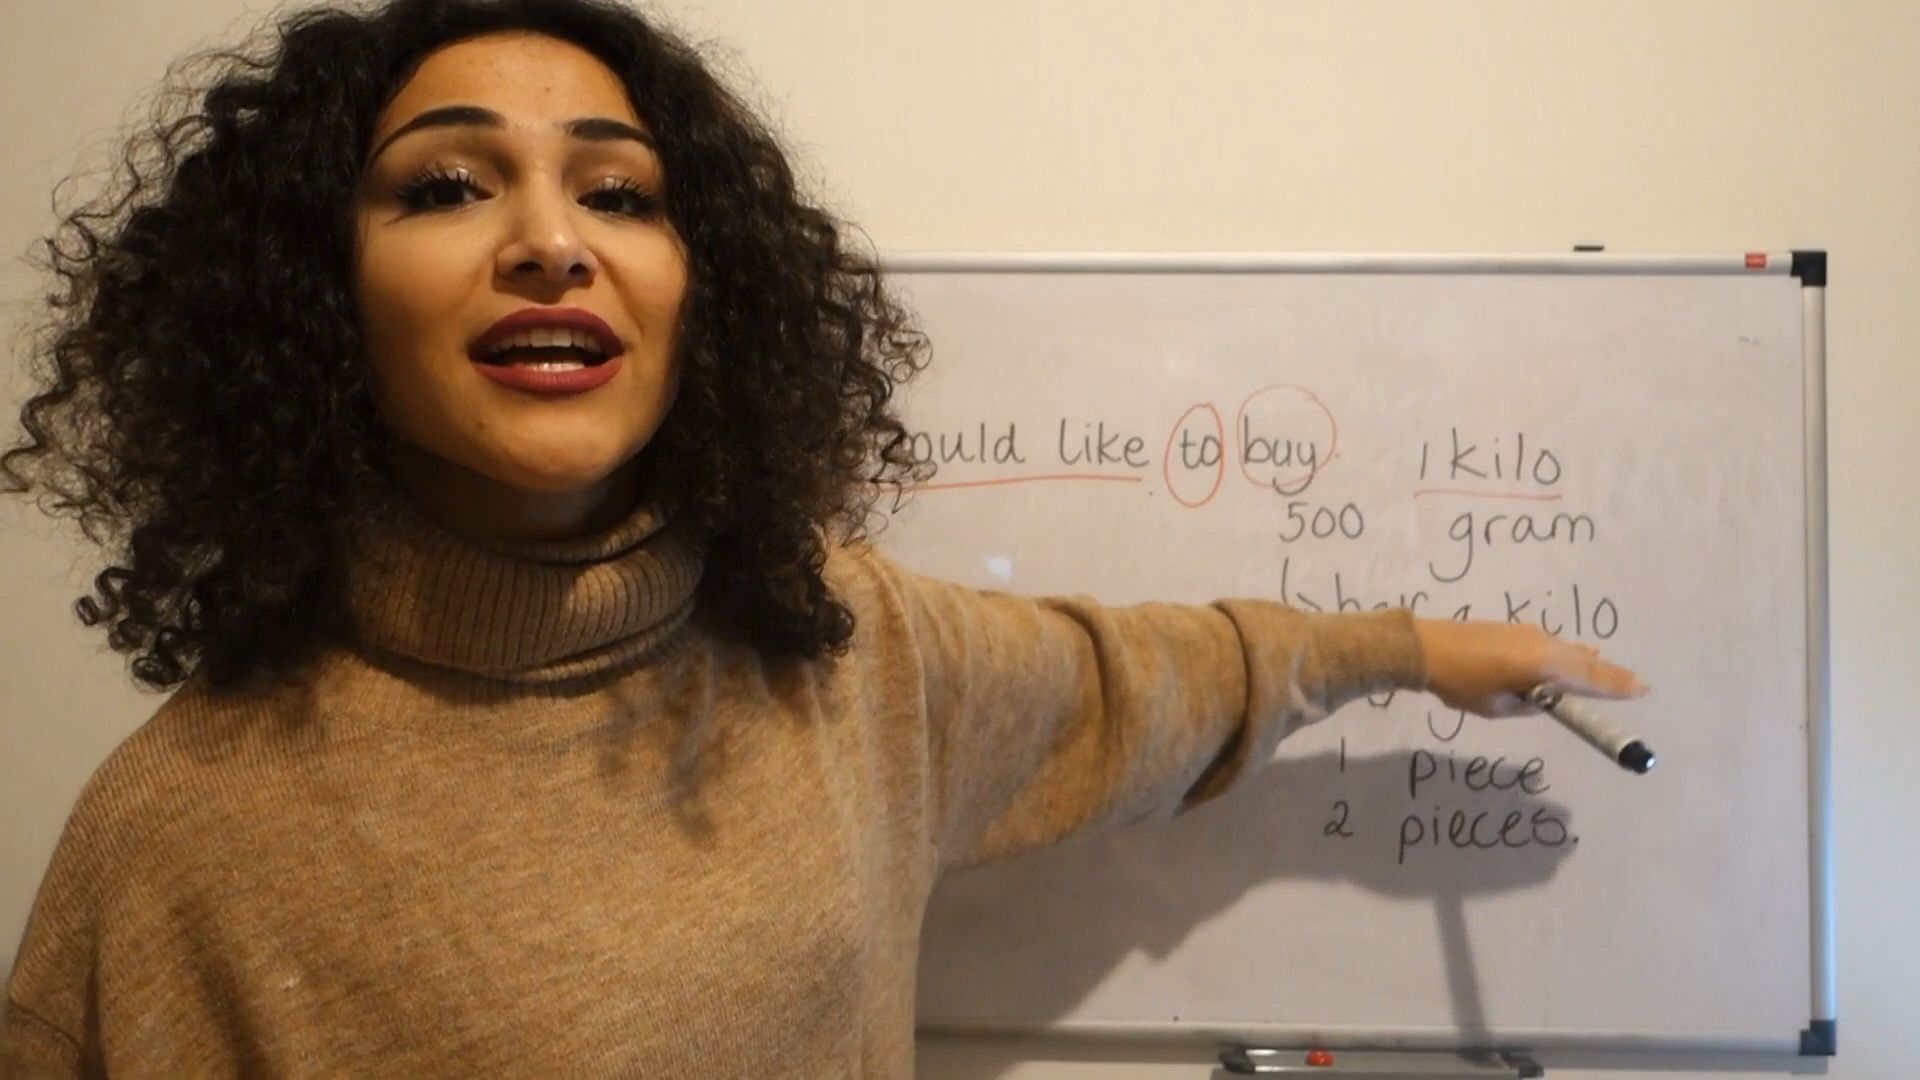 ould like to buy 1 kilo
500 gram
kilo
1 piece
2 pieces.